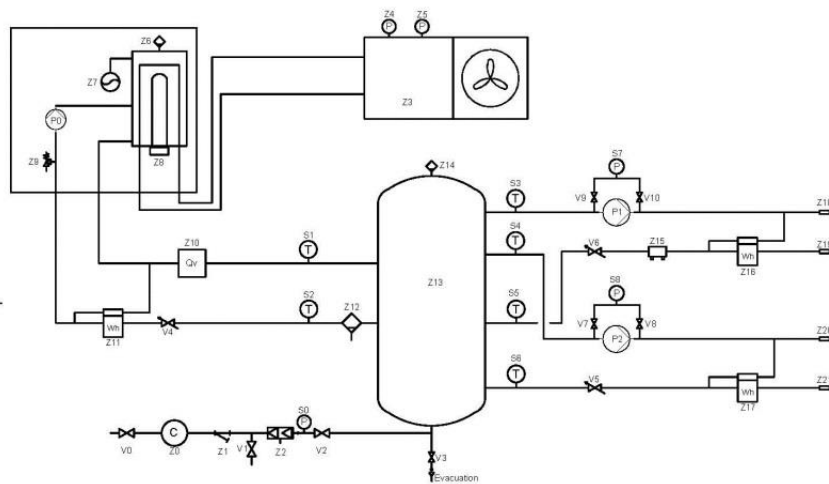 Z4 Z5
P P
Z6
Z7
Z3
P0
Z9
Z8
S7
P
Z14
S3
V9 V10
T
P1
S4
Z10
S1
T
V6
Z15
Qv
T
Wh
Z16
Z13
S8
P
S2
Z12
S5
T
T
V7 V8
Wh
V4
P2
Z11
S6
T
V5
Wh
S0
P
Z17
C
V0 Z0 Z1 V1 Z2 V2
V3
Evacuation